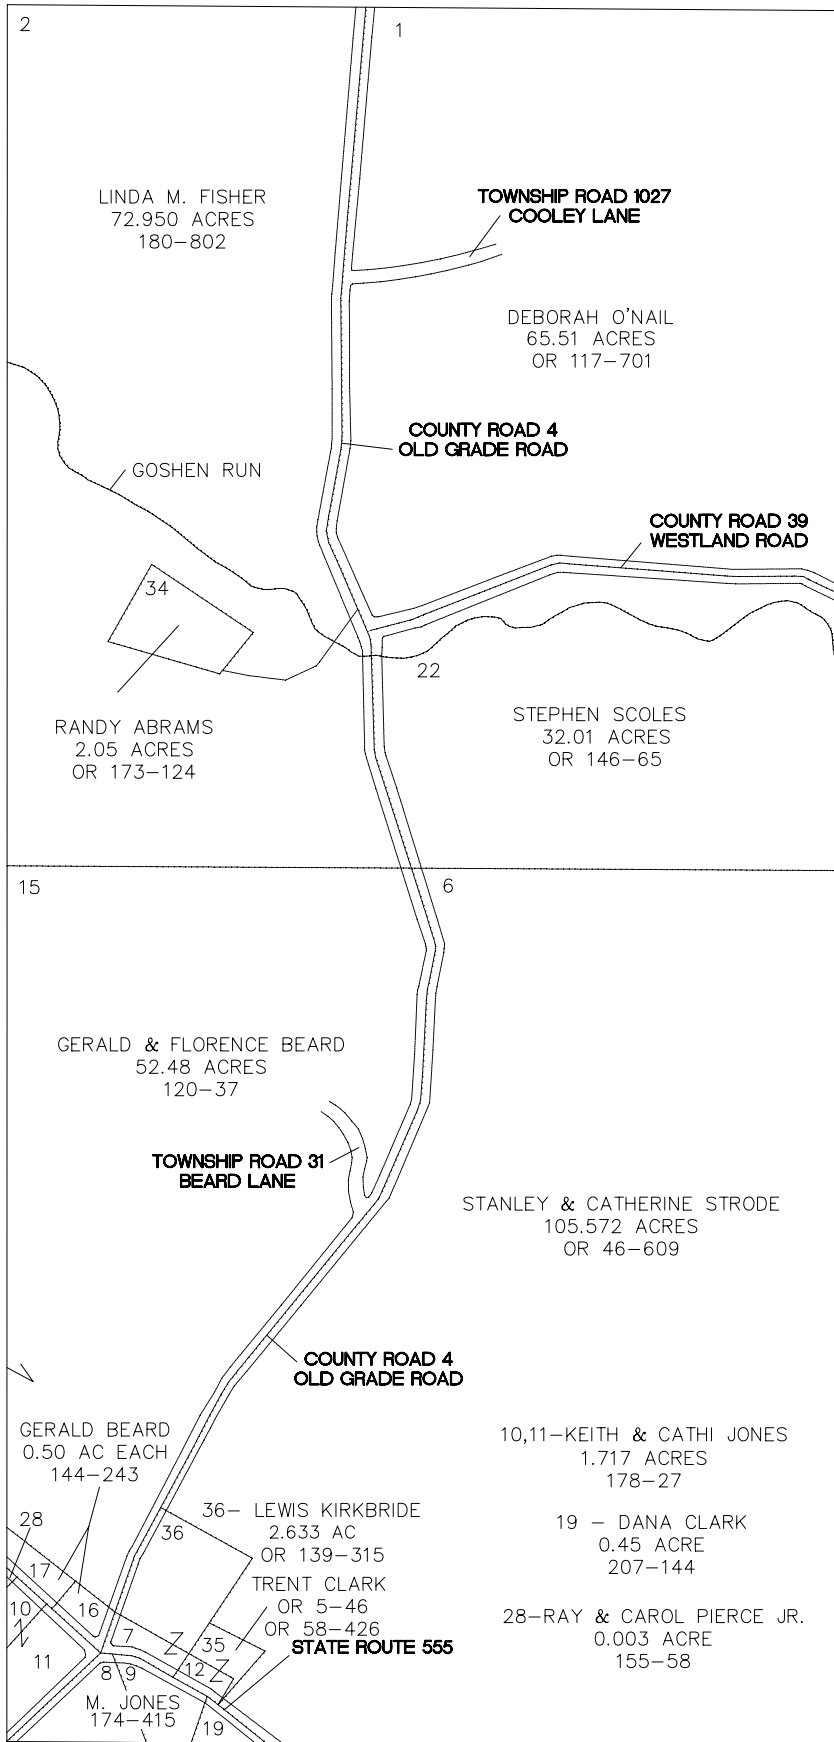 2
1
LINDA M. FISHER
72.950 ACRES
180-802
TOWNSHIP ROAD 1027
COOLEY LANE
DEBORAH O'NAIL
65.51 ACRES
OR 117-701
COUNTY ROAD 4
OLD GRADE ROAD
GOSHEN RUN
COUNTY ROAD 39
WESTLAND ROAD
34
22
RANDY ABRAMS
2.05 ACRES
OR 173-124
STEPHEN SCOLES
32.01 ACRES
OR 146-65
15
6
GERALD & FLORENCE BEARD
52.48 ACRES
120-37
TOWNSHIP ROAD 31
BEARD LANE
STANLEY & CATHERINE STRODE
105.572 ACRES
OR 46-609
COUNTY ROAD 4
OLD GRADE ROAD
GERALD BEARD
0.50 AC EACH
144-243
10,11-KEITH & CATHI JONES
1.717 ACRES
178-27
28
36
36- LEWIS KIRKBRIDE
2.633 AC
OR 139-315
19 - DANA CLARK
0.45 ACRE
207-144
17
TRENT CLARK
OR 5-46
OR 58-426
10
16
7
35
28-RAY & CAROL PIERCE JR.
0.003 ACRE
155-58
STATE ROUTE 555
11
8
9
12
M. JONES
174-415
19